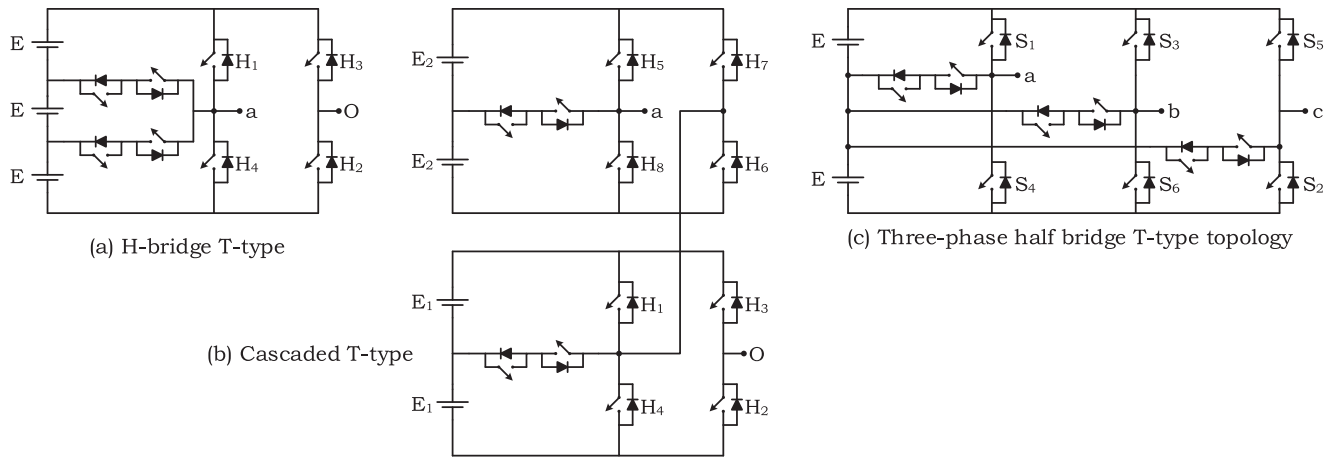 E
E
E
H₁
H₃
a
O
H₄
H₂
(a) H-bridge T-type
E₂
E₂
H₅
H₇
a
H₈
H₆
E₁
E₁
H₁
H₃
O
H₄
H₂
(b) Cascaded T-type
E
E
S₁
S₃
S₅
a
b
c
S₄
S₆
S₂
(c) Three-phase half bridge T-type topology